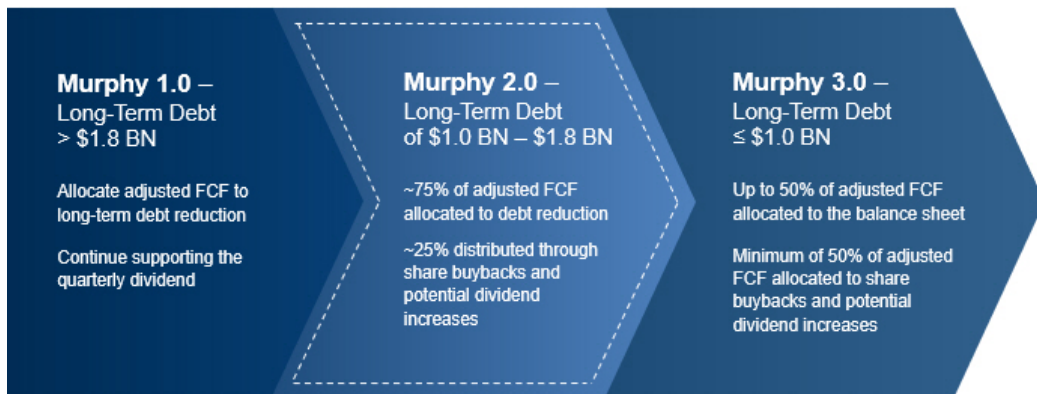 Murphy 1.0 –
Long-Term Debt
> $1.8 BN
Allocate adjusted FCF to
long-term debt reduction
Continue supporting the
quarterly dividend
Murphy 2.0 –
Long-Term Debt
of $1.0 BN – $1.8 BN
~75% of adjusted FCF
allocated to debt reduction
~25% distributed through
share buybacks and
potential dividend
increases
Murphy 3.0 –
Long-Term Debt
≤ $1.0 BN
Up to 50% of adjusted FCF
allocated to the balance sheet
Minimum of 50% of adjusted
FCF allocated to share
buybacks and potential
dividend increases